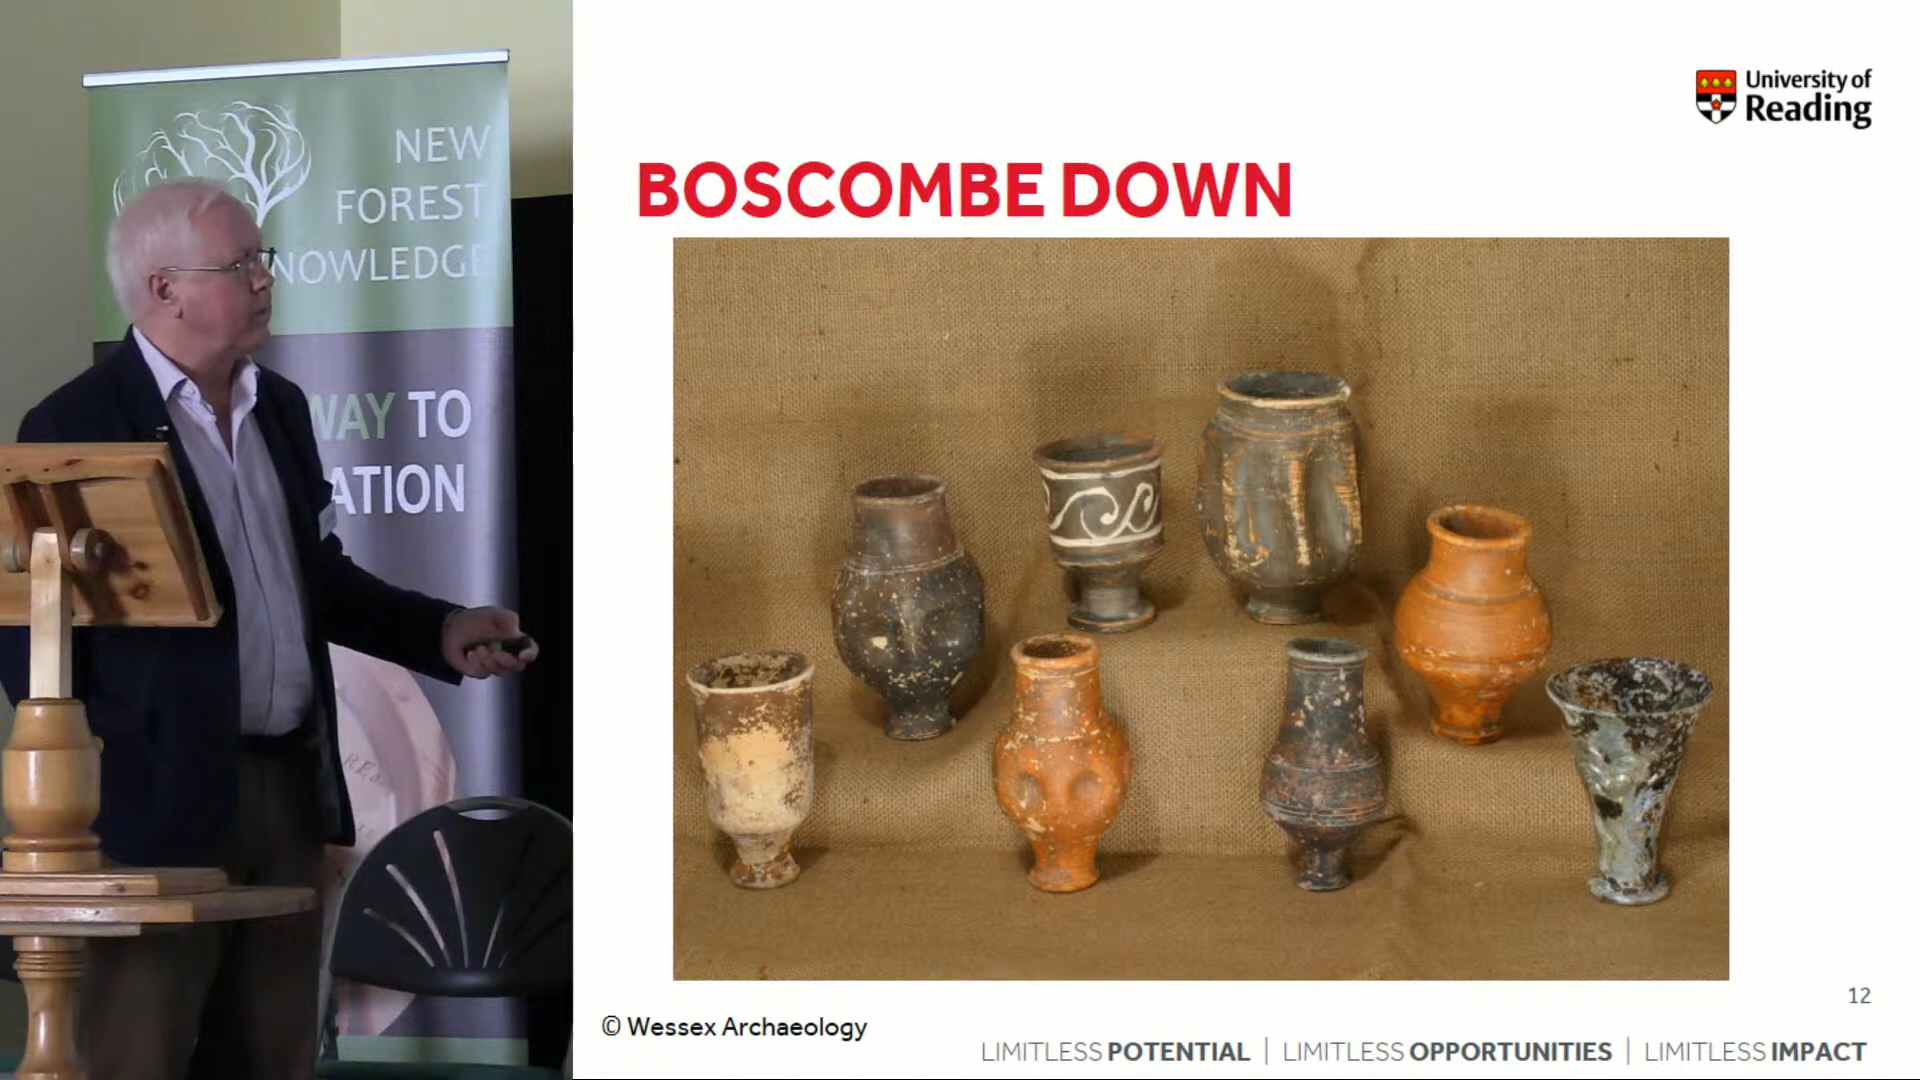 NEW
FOREST
NOWLEDGE
WAY TO
ATION
University of
Reading
BOSCOMBE DOWN
12
© Wessex Archaeology
LIMITLESS POTENTIAL | LIMITLESS OPPORTUNITIES | LIMITLESS IMPACT